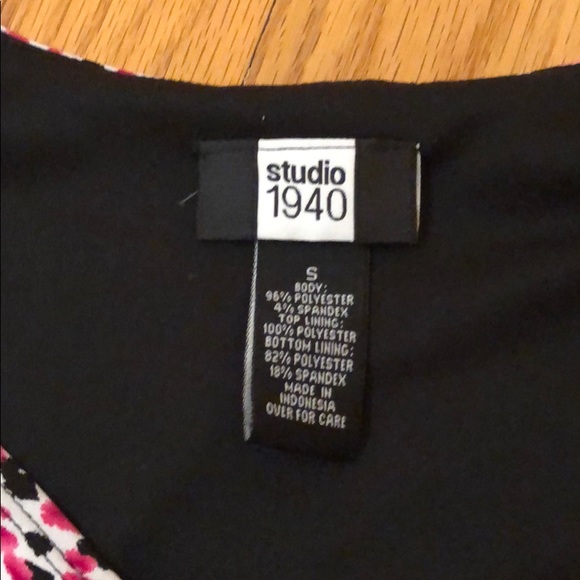 studio
1940
S
BODY:
96% POLYESTER
4% SPANDEX
TOP LINING:
100% POLYESTER
BOTTOM LINING:
82% POLYESTER
18% SPANDEX
MADE IN
INDONESIA
OVER FOR CARE